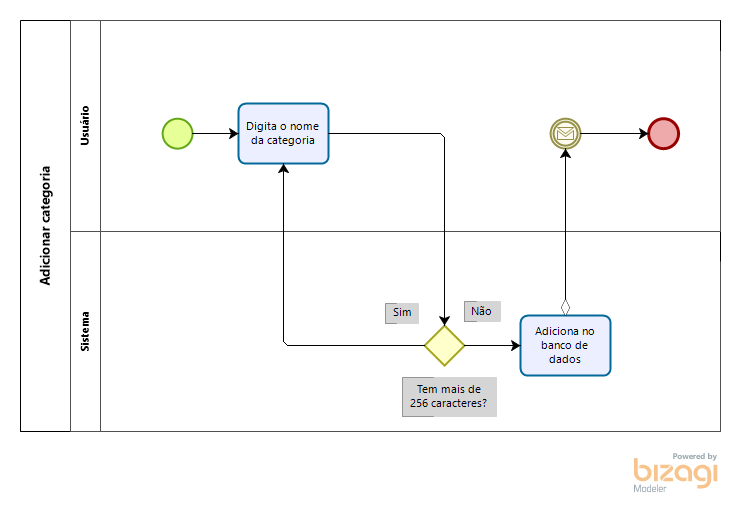 Adicionar categoria
Usuário
Digita o nome
da categoria
Sistema
Sim
Não
Adiciona no
banco de
dados
Tem mais de
256 caracteres?
Powered by
bizagi
Modeler